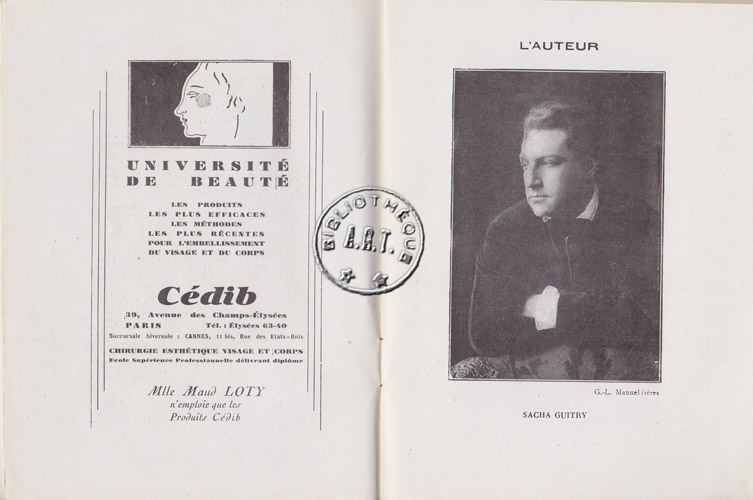 UNIVERSITÉ
DE BEAUTÉ
LES PRODUITS
LES PLUS EFFICACES
LES MÉTHODES
LES PLUS RÉCENTES
POUR L'EMBELLISSEMENT
DU VISAGE ET DU CORPS
Cédib
39, Avenue des Champs-Élysées
PARIS Tél. : Élysées 63-40
Succursale hivernale : CANNES, 11 bis, Rue des Etats-Unis
CHIRURGIE ESTHÉTIQUE VISAGE ET CORPS
Ecole Supérieure Professionnelle délivrant diplôme
Mlle Maud LOTY
n'emploie que les
Produits Cédib
BIBLIOTHÈQUE
A.R.T.
L'AUTEUR
G.-L. Manuel frères
SACHA GUITRY